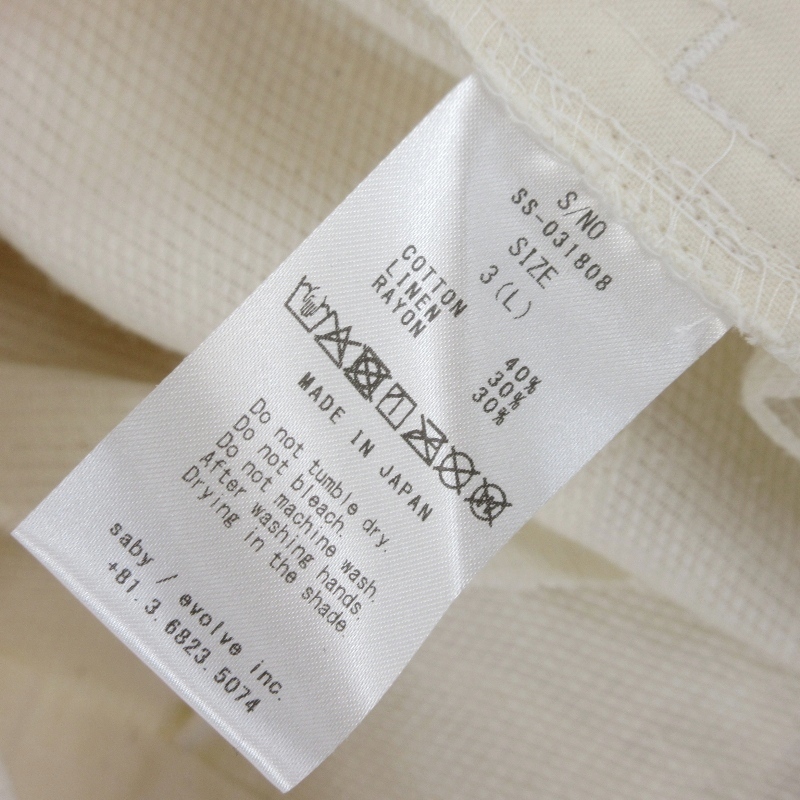 S/NO
SS-031808
SIZE
3(L)
COTTON 40%
LINEN 30%
RAYON 30%
MADE IN JAPAN
Do not tumble dry.
Do not bleach.
Do not machine wash.
After washing hands.
Drying in the shade.
saby / evolve inc.
+81.3.6823.5074